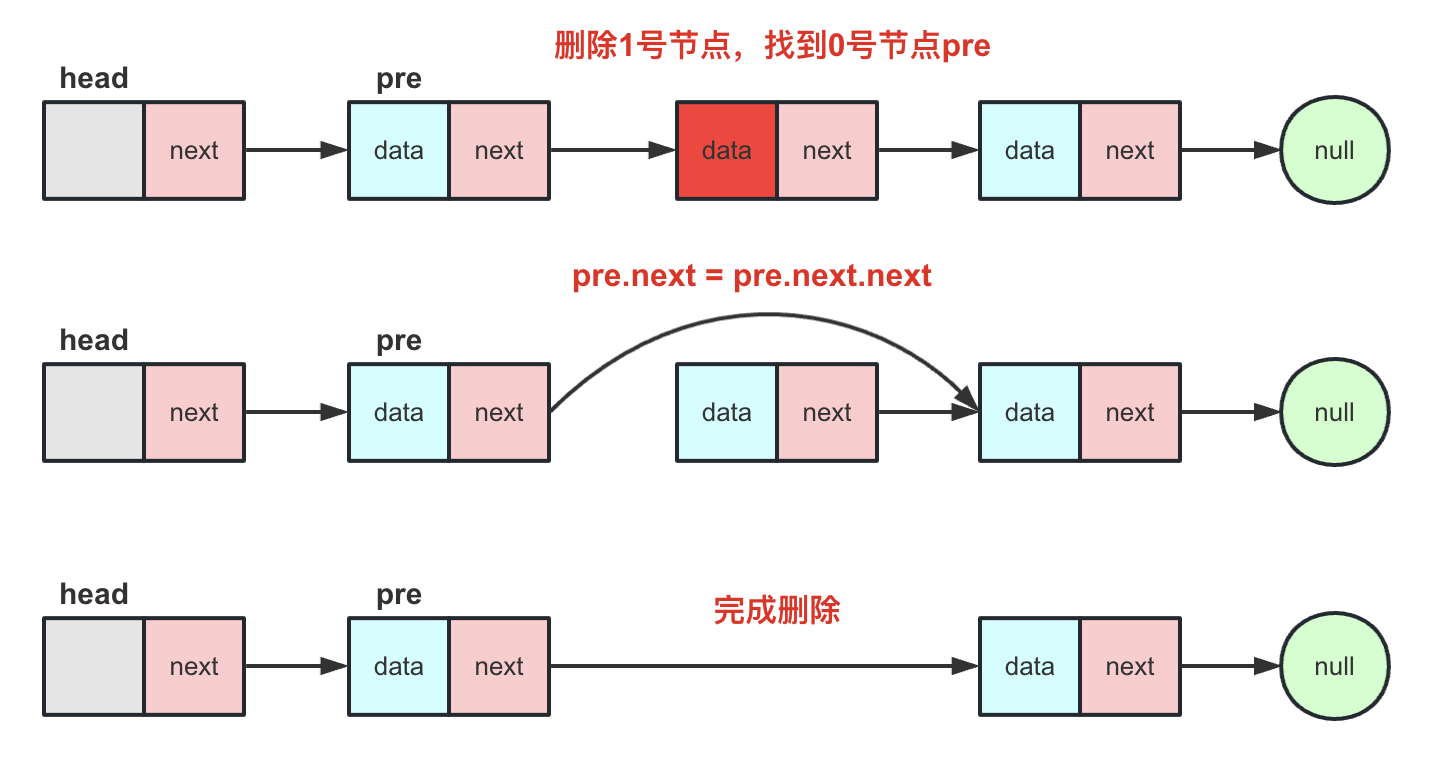 删除1号节点，找到0号节点pre
head pre
next data next data next data next null
pre.next = pre.next.next
head pre
next data next data next data next null
head pre
完成删除
next data next data next null